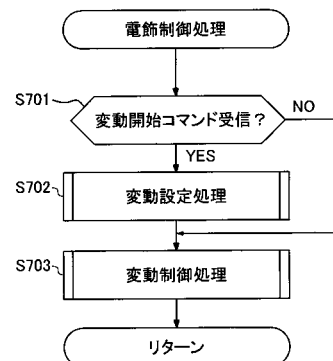 電飾制御処理
S701
変動開始コマンド受信？
NO
YES
S702
変動設定処理
S703
変動制御処理
リターン